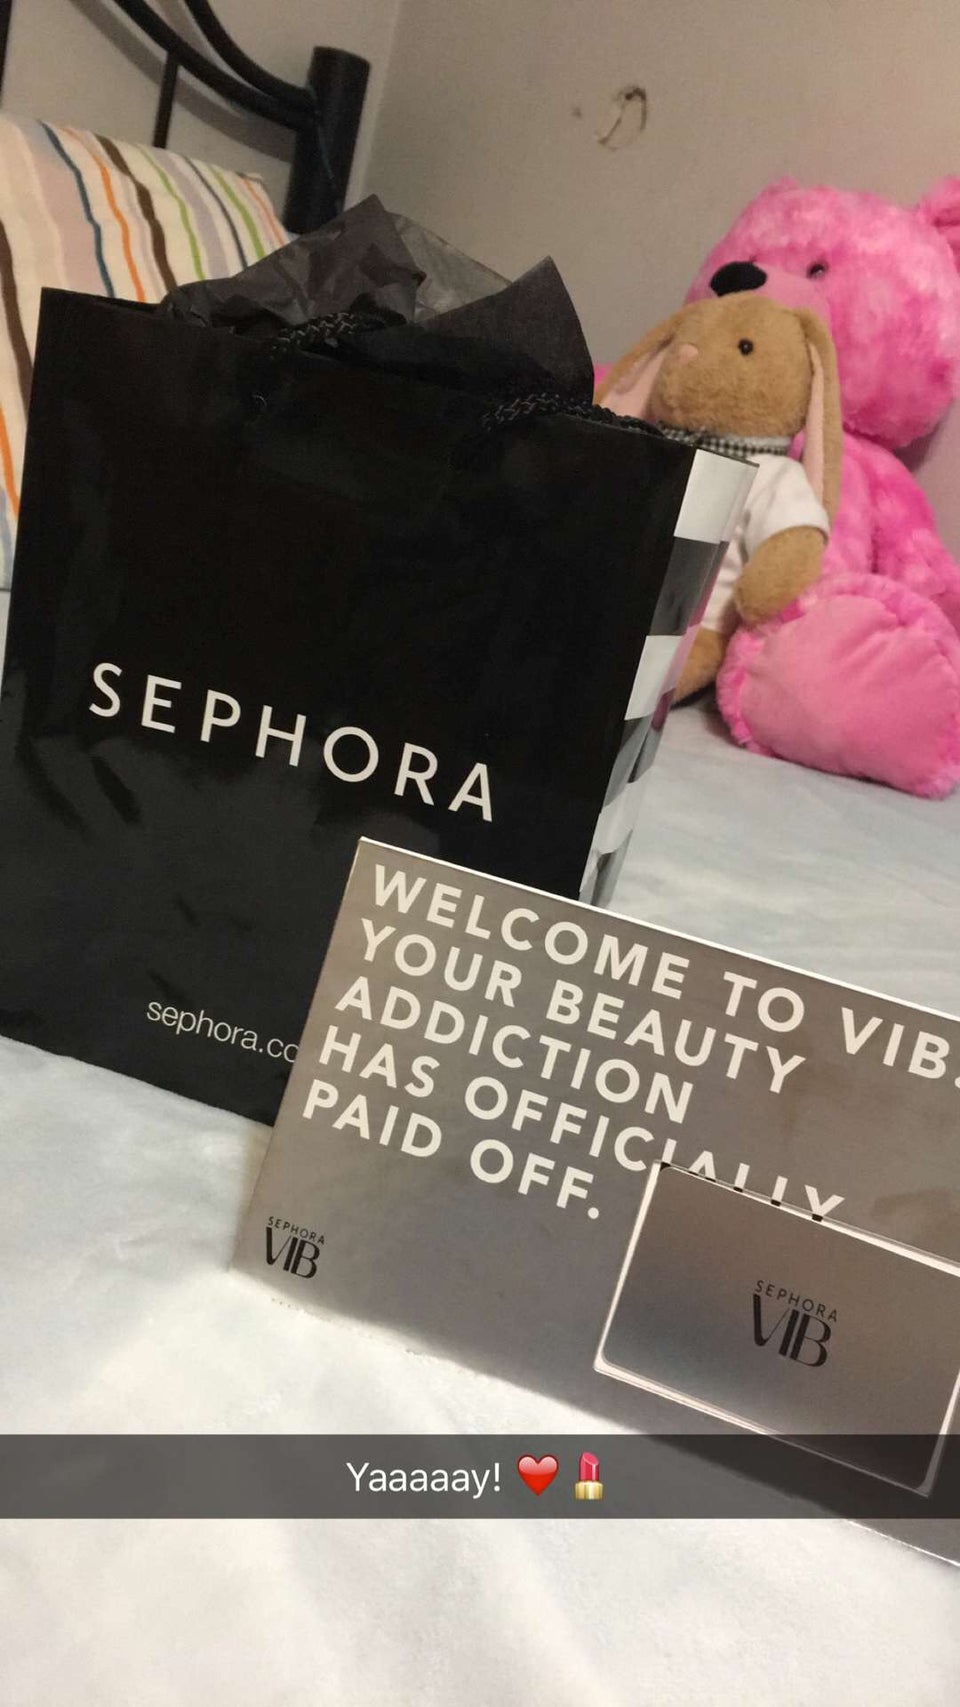 SEPHORA
sephora.co
WELCOME TO VIB.
YOUR BEAUTY
ADDICTION
HAS OFFICIALLY
PAID OFF.
SEPHORA
VIB
SEPHORA
VIB
Yaaaaay! ❤️💄